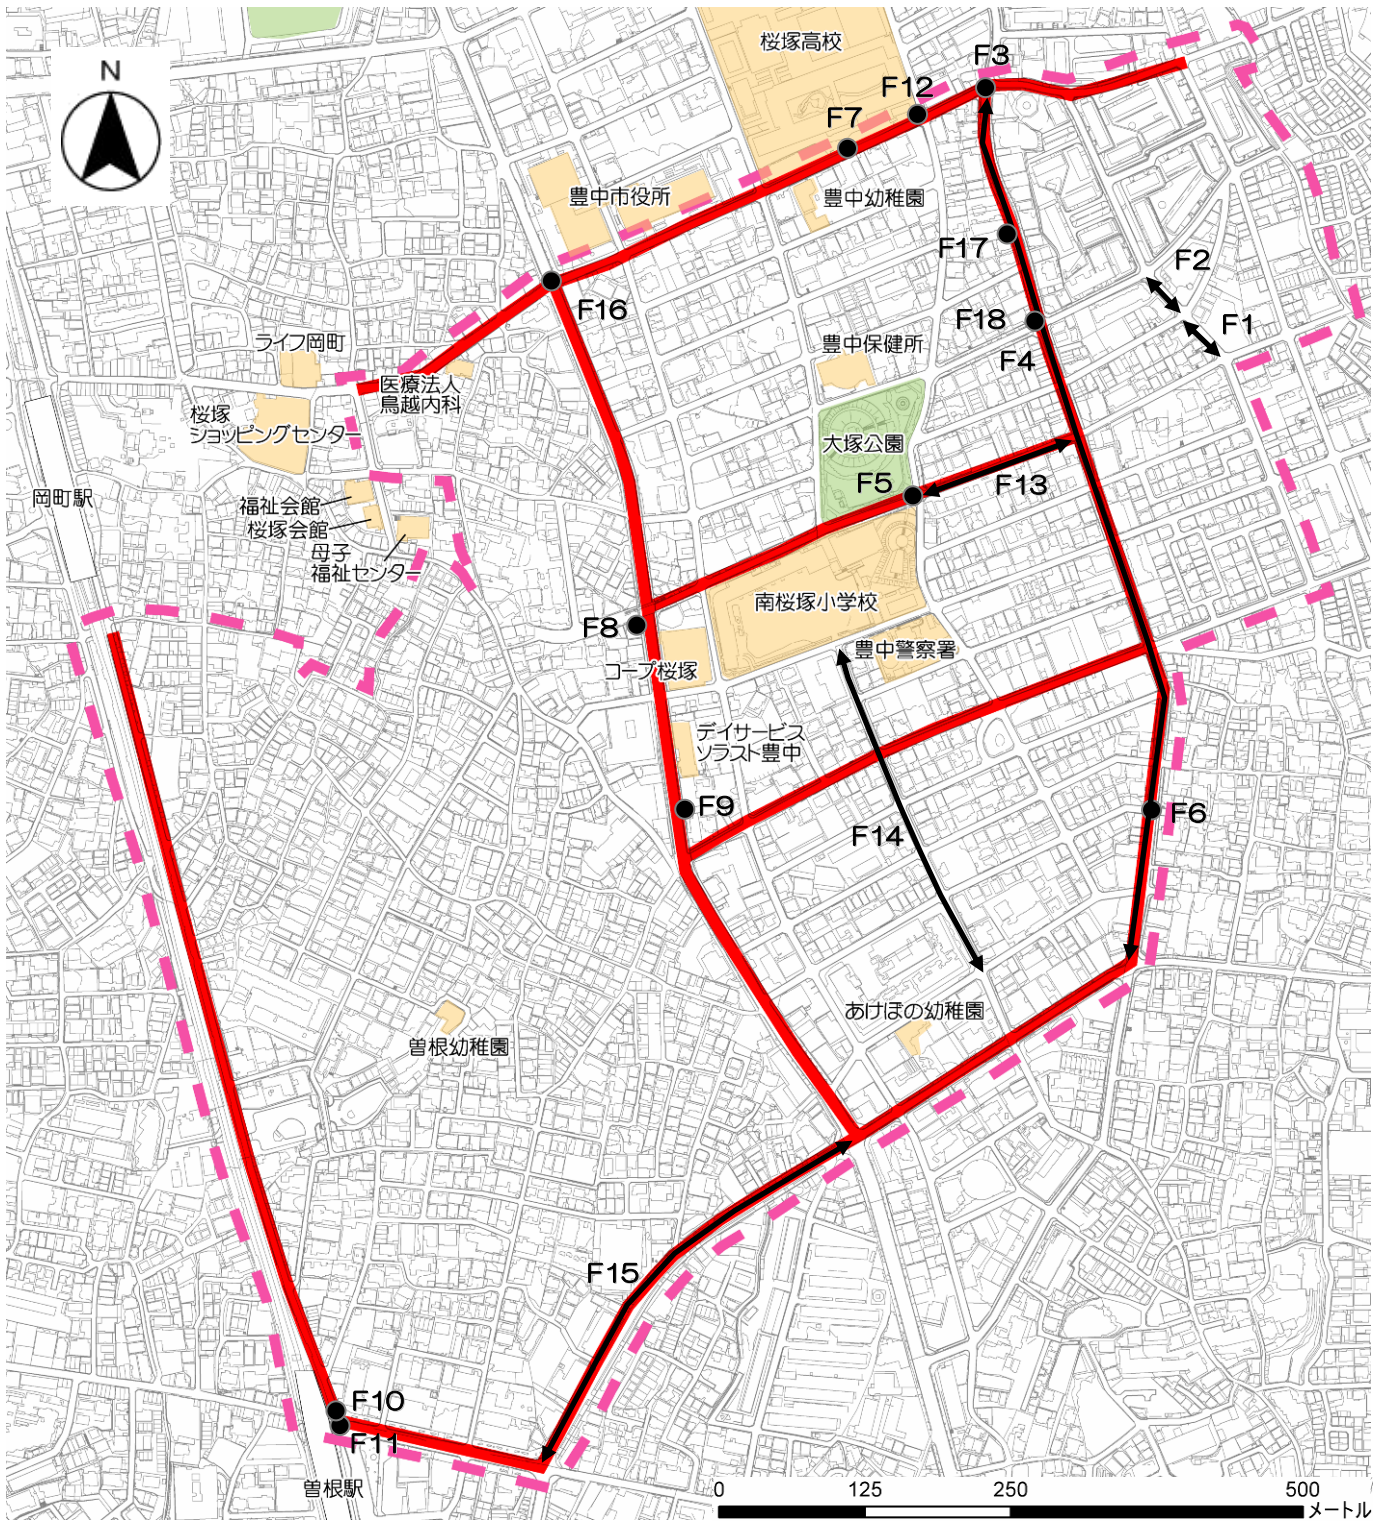 桜塚高校
F3
N
F12
F7
豊中市役所
豊中幼稚園
F17
F2
F16
F18
F1
ライフ岡町
豊中保健所
F4
医療法人
鳥越内科
桜塚
ショッピングセンター
大塚公園
F5
F13
岡町駅
福祉会館
桜塚会館
母子
福祉センター
南桜塚小学校
F8
豊中警察署
コープ桜塚
デイサービス
ソラスト豊中
F9
F6
F14
あけぼの幼稚園
曽根幼稚園
F15
F10
F11
曽根駅
0 125 250 500
メートル